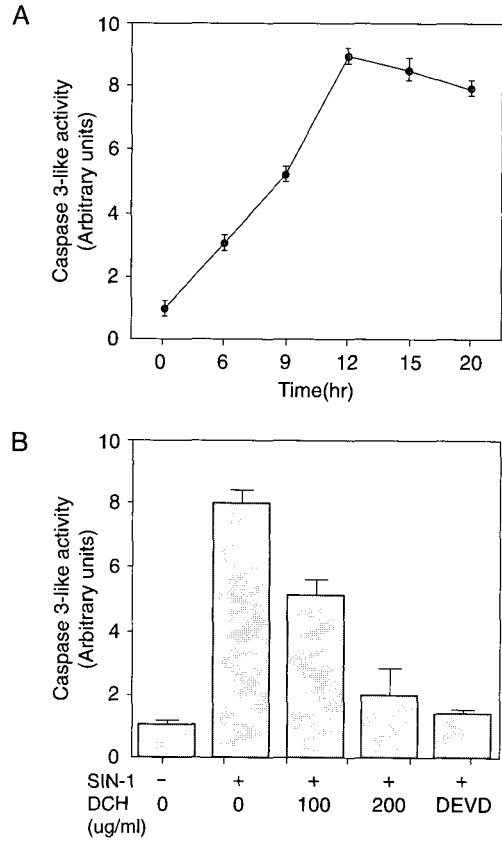 A
Caspase 3-like activity
(Arbitrary units)
10
8
6
4
2
0
0 6 9 12 15 20
Time(hr)
B
Caspase 3-like activity
(Arbitrary units)
10
8
6
4
2
0
SIN-1 − + + + +
DCH 0 0 100 200 DEVD
(ug/ml)